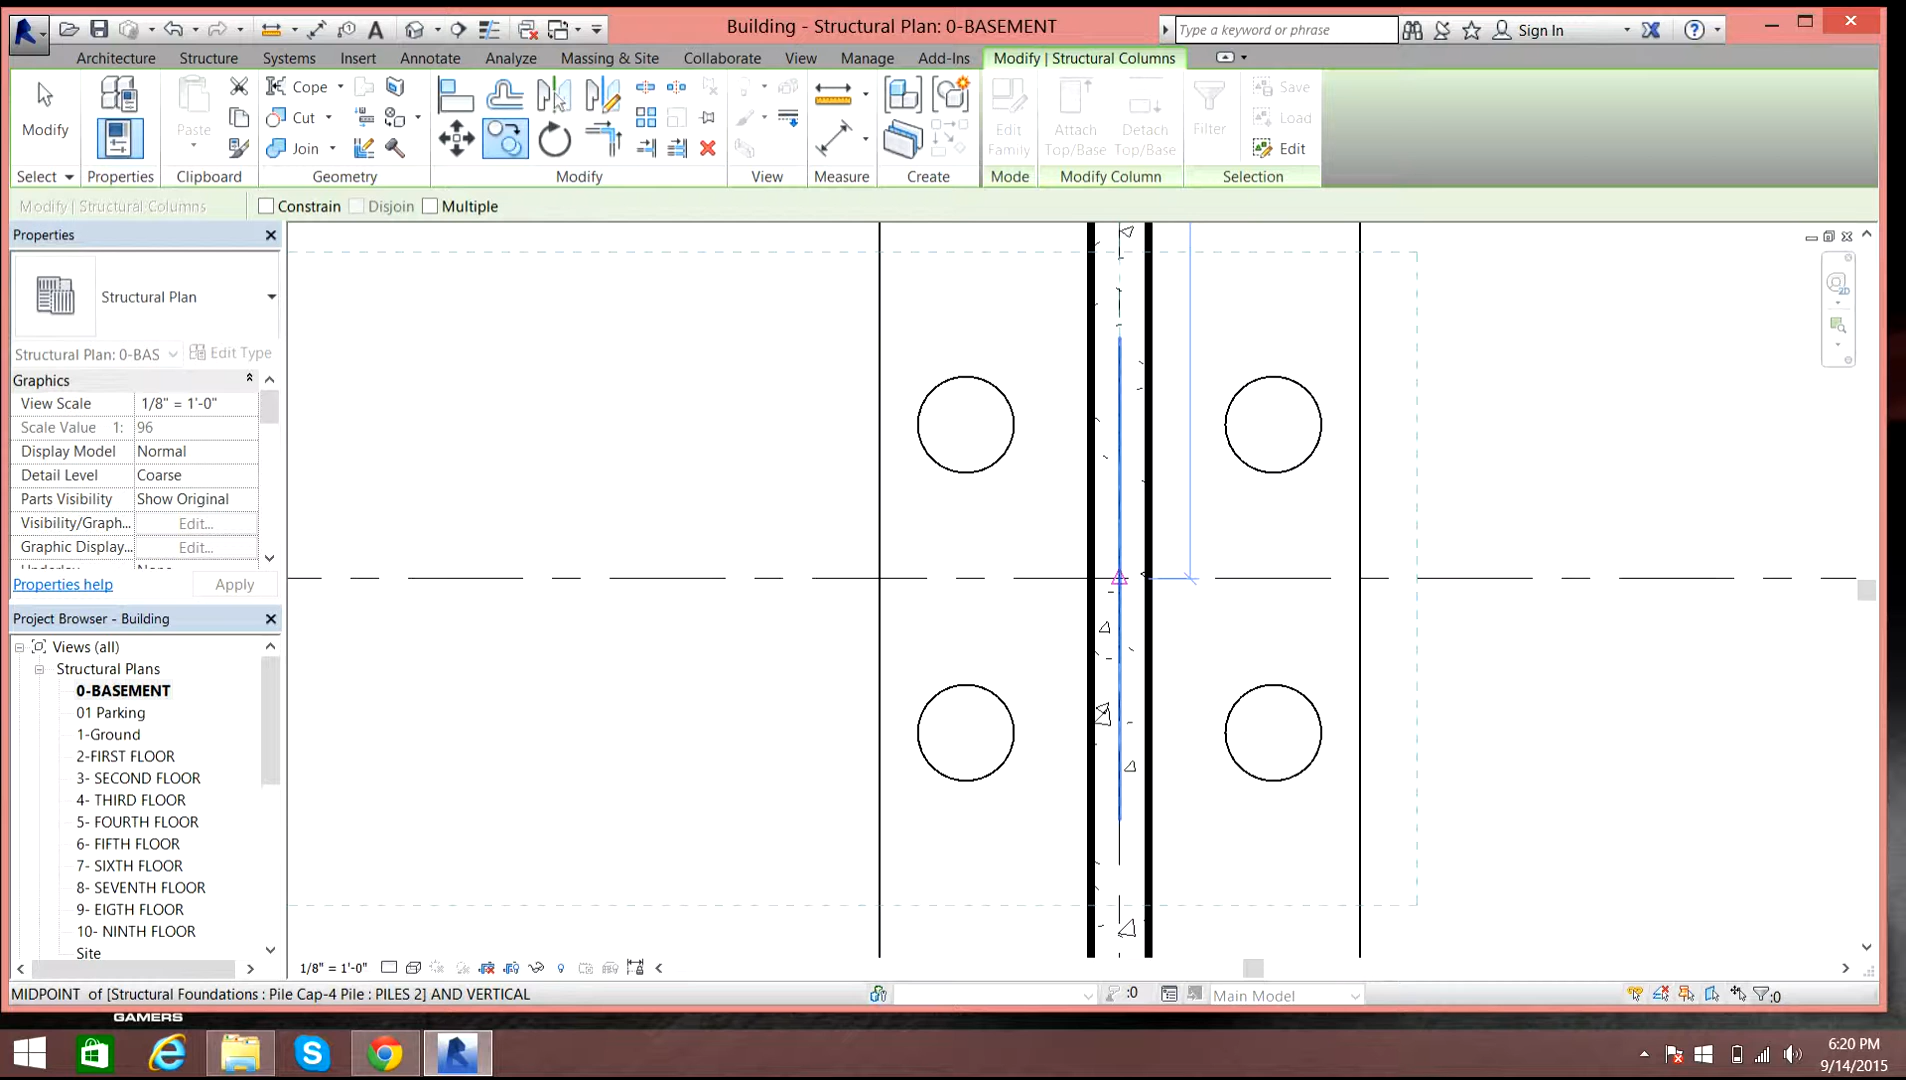 Building - Structural Plan: 0-BASEMENT
Type a keyword or phrase
Sign In
Architecture Structure Systems Insert Annotate Analyze Massing & Site Collaborate View Manage Add-Ins Modify | Structural Columns
Modify
Paste
Cope
Cut
Join
Edit Family
Attach Top/Base
Detach Top/Base
Filter
Save
Load
Edit
Select Properties Clipboard Geometry Modify View Measure Create Mode Modify Column Selection
Modify | Structural Columns Constrain Disjoin Multiple
Properties
Structural Plan
Structural Plan: 0-BAS Edit Type
Graphics
View Scale 1/8" = 1'-0"
Scale Value 1: 96
Display Model Normal
Detail Level Coarse
Parts Visibility Show Original
Visibility/Graph... Edit...
Graphic Display... Edit...
Properties help Apply
Project Browser - Building
Views (all)
Structural Plans
0-BASEMENT
01 Parking
1-Ground
2-FIRST FLOOR
3- SECOND FLOOR
4- THIRD FLOOR
5- FOURTH FLOOR
6- FIFTH FLOOR
7- SIXTH FLOOR
8- SEVENTH FLOOR
9- EIGTH FLOOR
10- NINTH FLOOR
Site
1/8" = 1'-0"
MIDPOINT of [Structural Foundations : Pile Cap-4 Pile : PILES 2] AND VERTICAL
:0
Main Model
:0
GAMERS
6:20 PM
9/14/2015